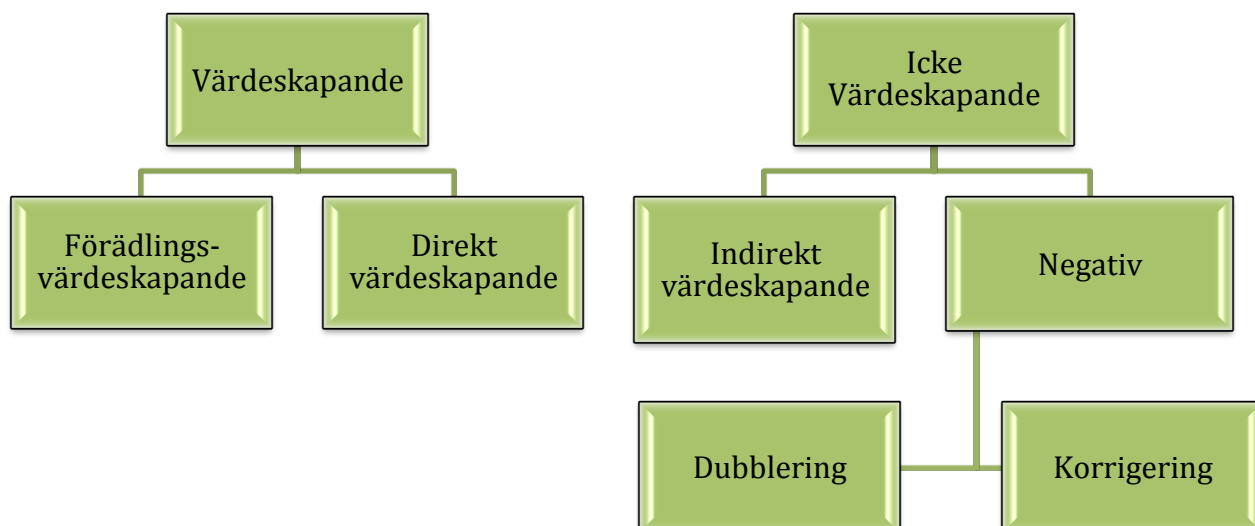 Värdeskapande
Icke
Värdeskapande
Förädlings-
värdeskapande
Direkt
värdeskapande
Indirekt
värdeskapande
Negativ
Dubblering
Korrigering